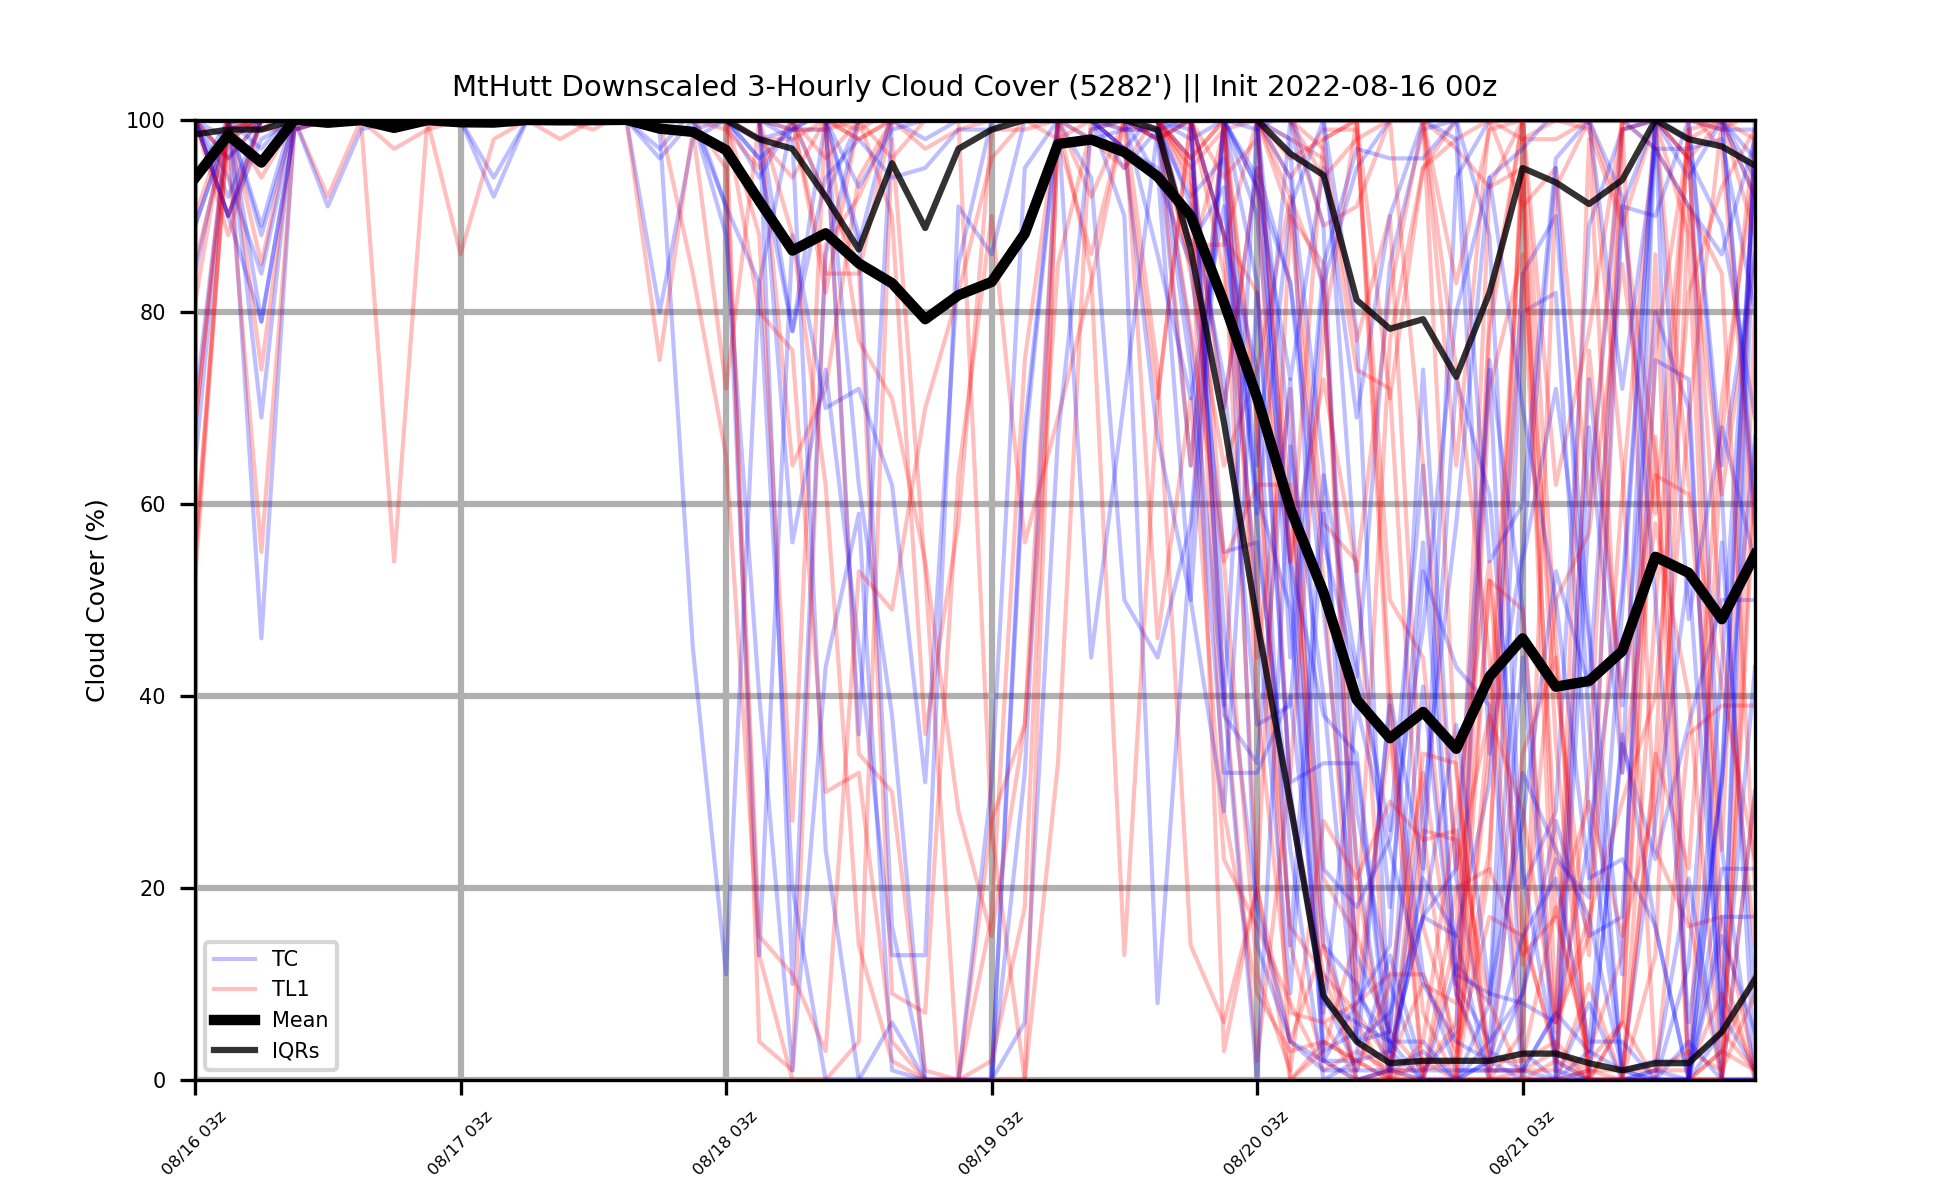 MtHutt Downscaled 3-Hourly Cloud Cover (5282') || Init 2022-08-16 00z
Cloud Cover (%)
100
80
60
40
20
0
TC
TL1
Mean
IQRs
08/16 03z
08/17 03z
08/18 03z
08/19 03z
08/20 03z
08/21 03z